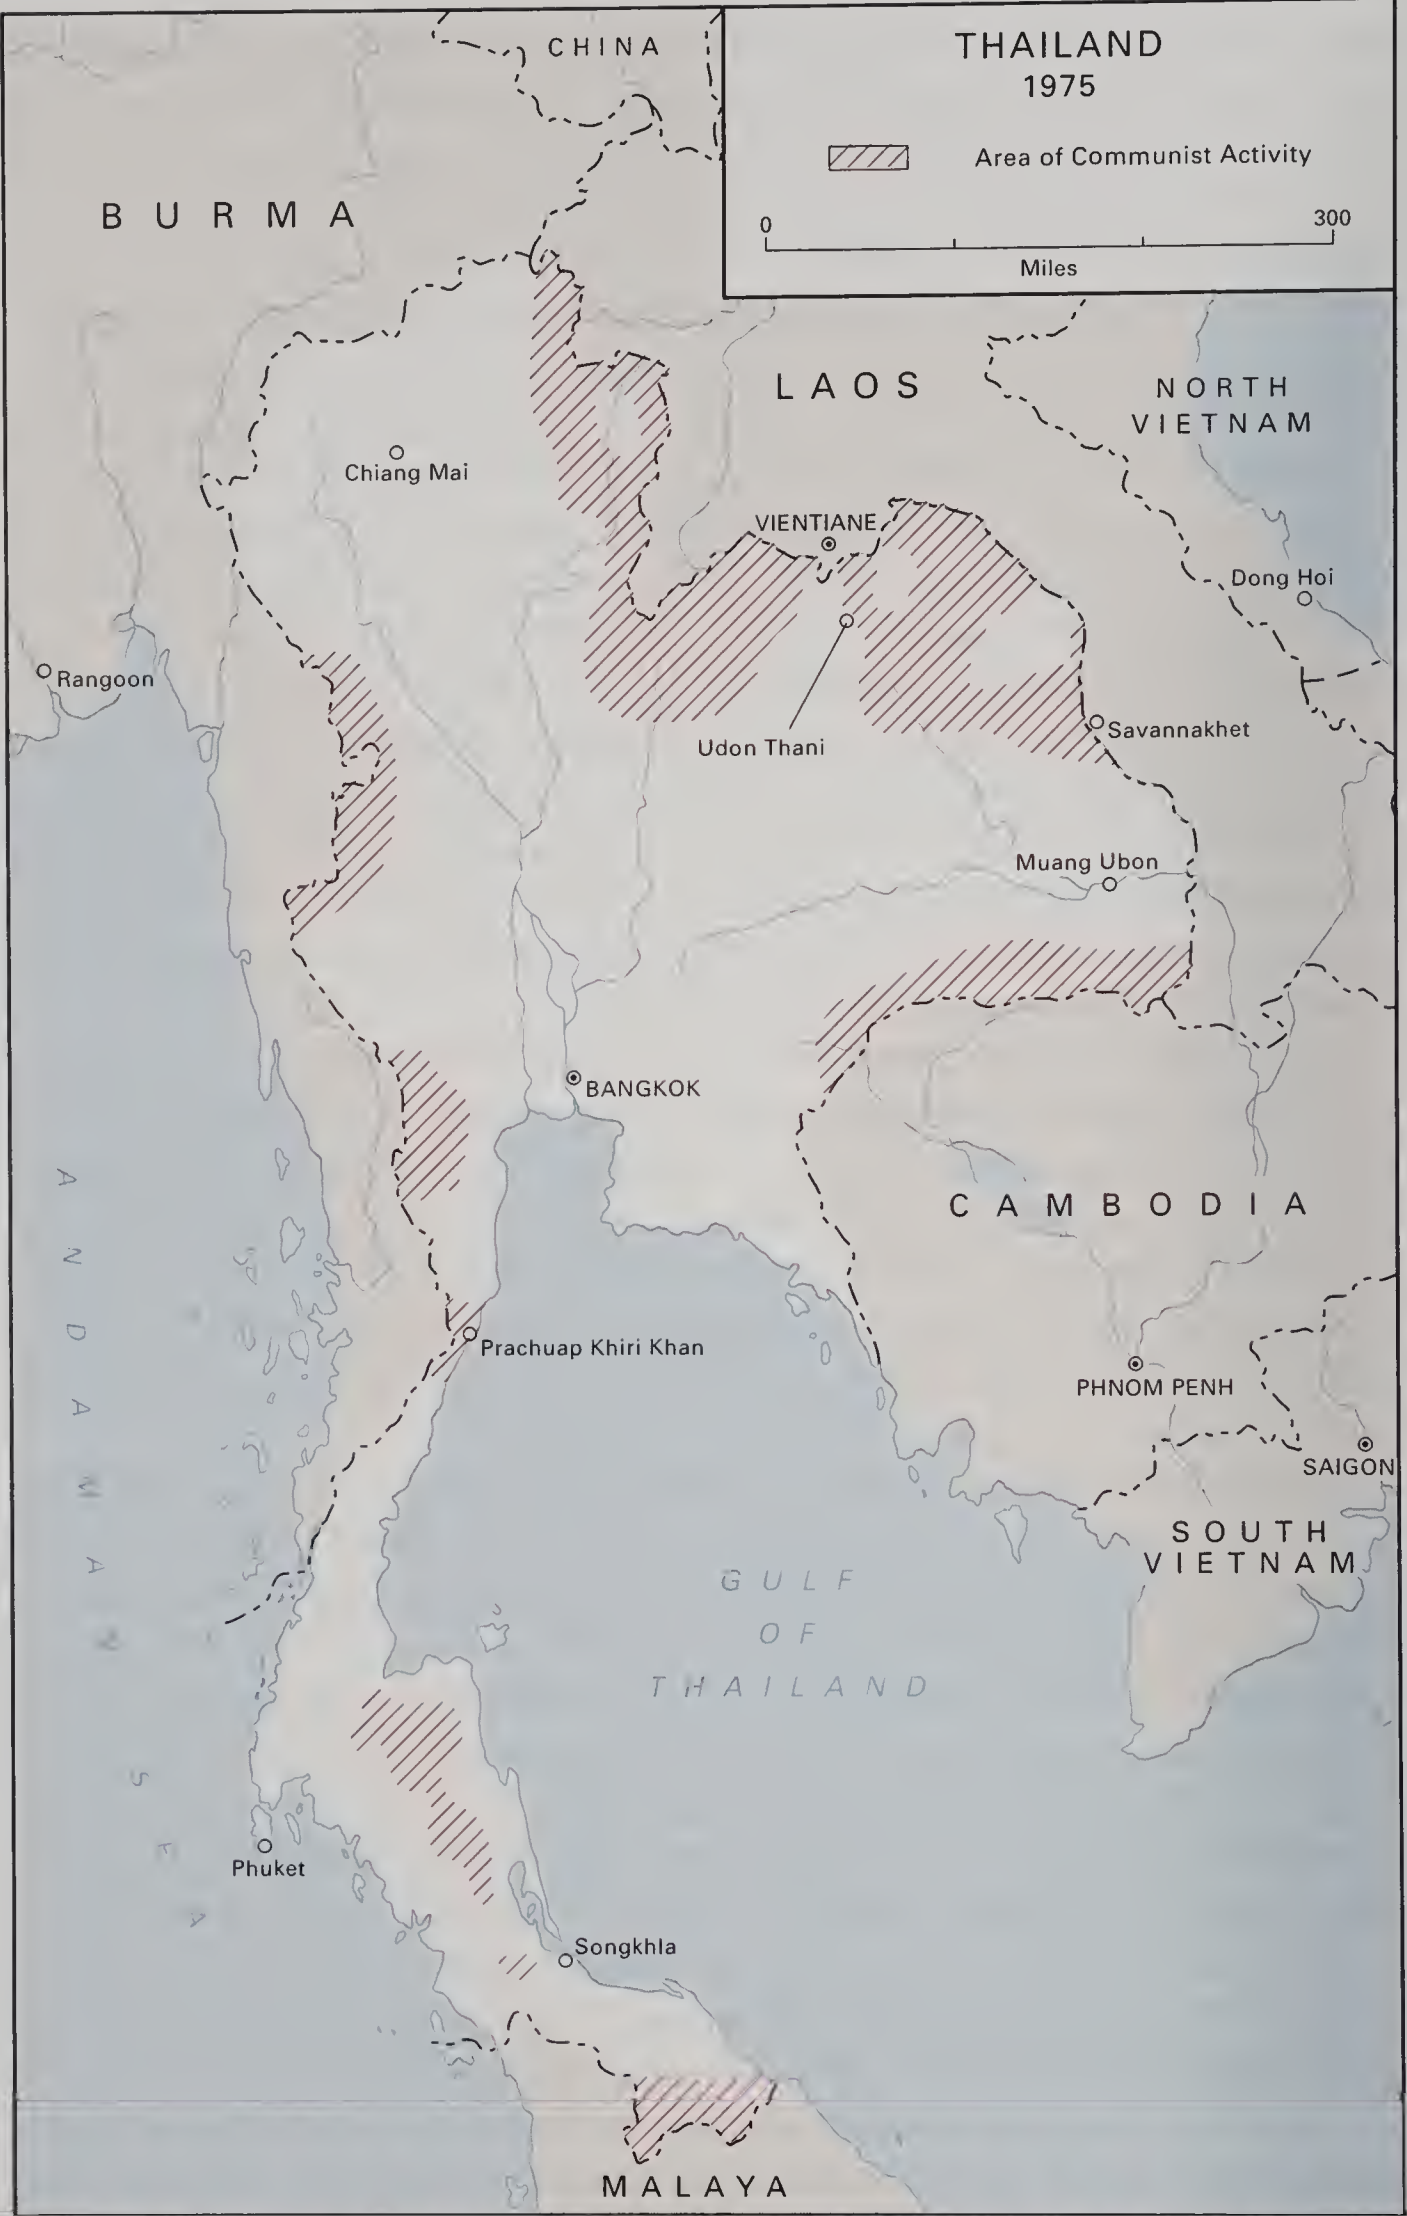 THAILAND
1975
Area of Communist Activity
0 300
Miles
CHINA
BURMA
LAOS
NORTH
VIETNAM
Chiang Mai
VIENTIANE
Dong Hoi
Rangoon
Savannakhet
Udon Thani
Muang Ubon
BANGKOK
CAMBODIA
ANDAMAN SEA
Prachuap Khiri Khan
PHNOM PENH
SAIGON
SOUTH
VIETNAM
GULF
OF
THAILAND
Phuket
Songkhla
MALAYA